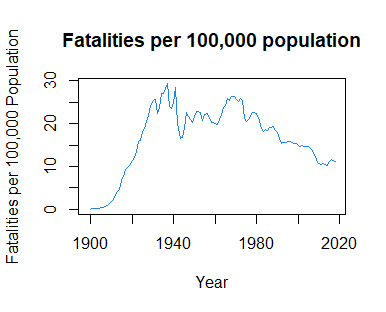 Fatalities per 100,000 population
Fatalities per 100,000 Population
30
20
10
0
1900 1940 1980 2020
Year